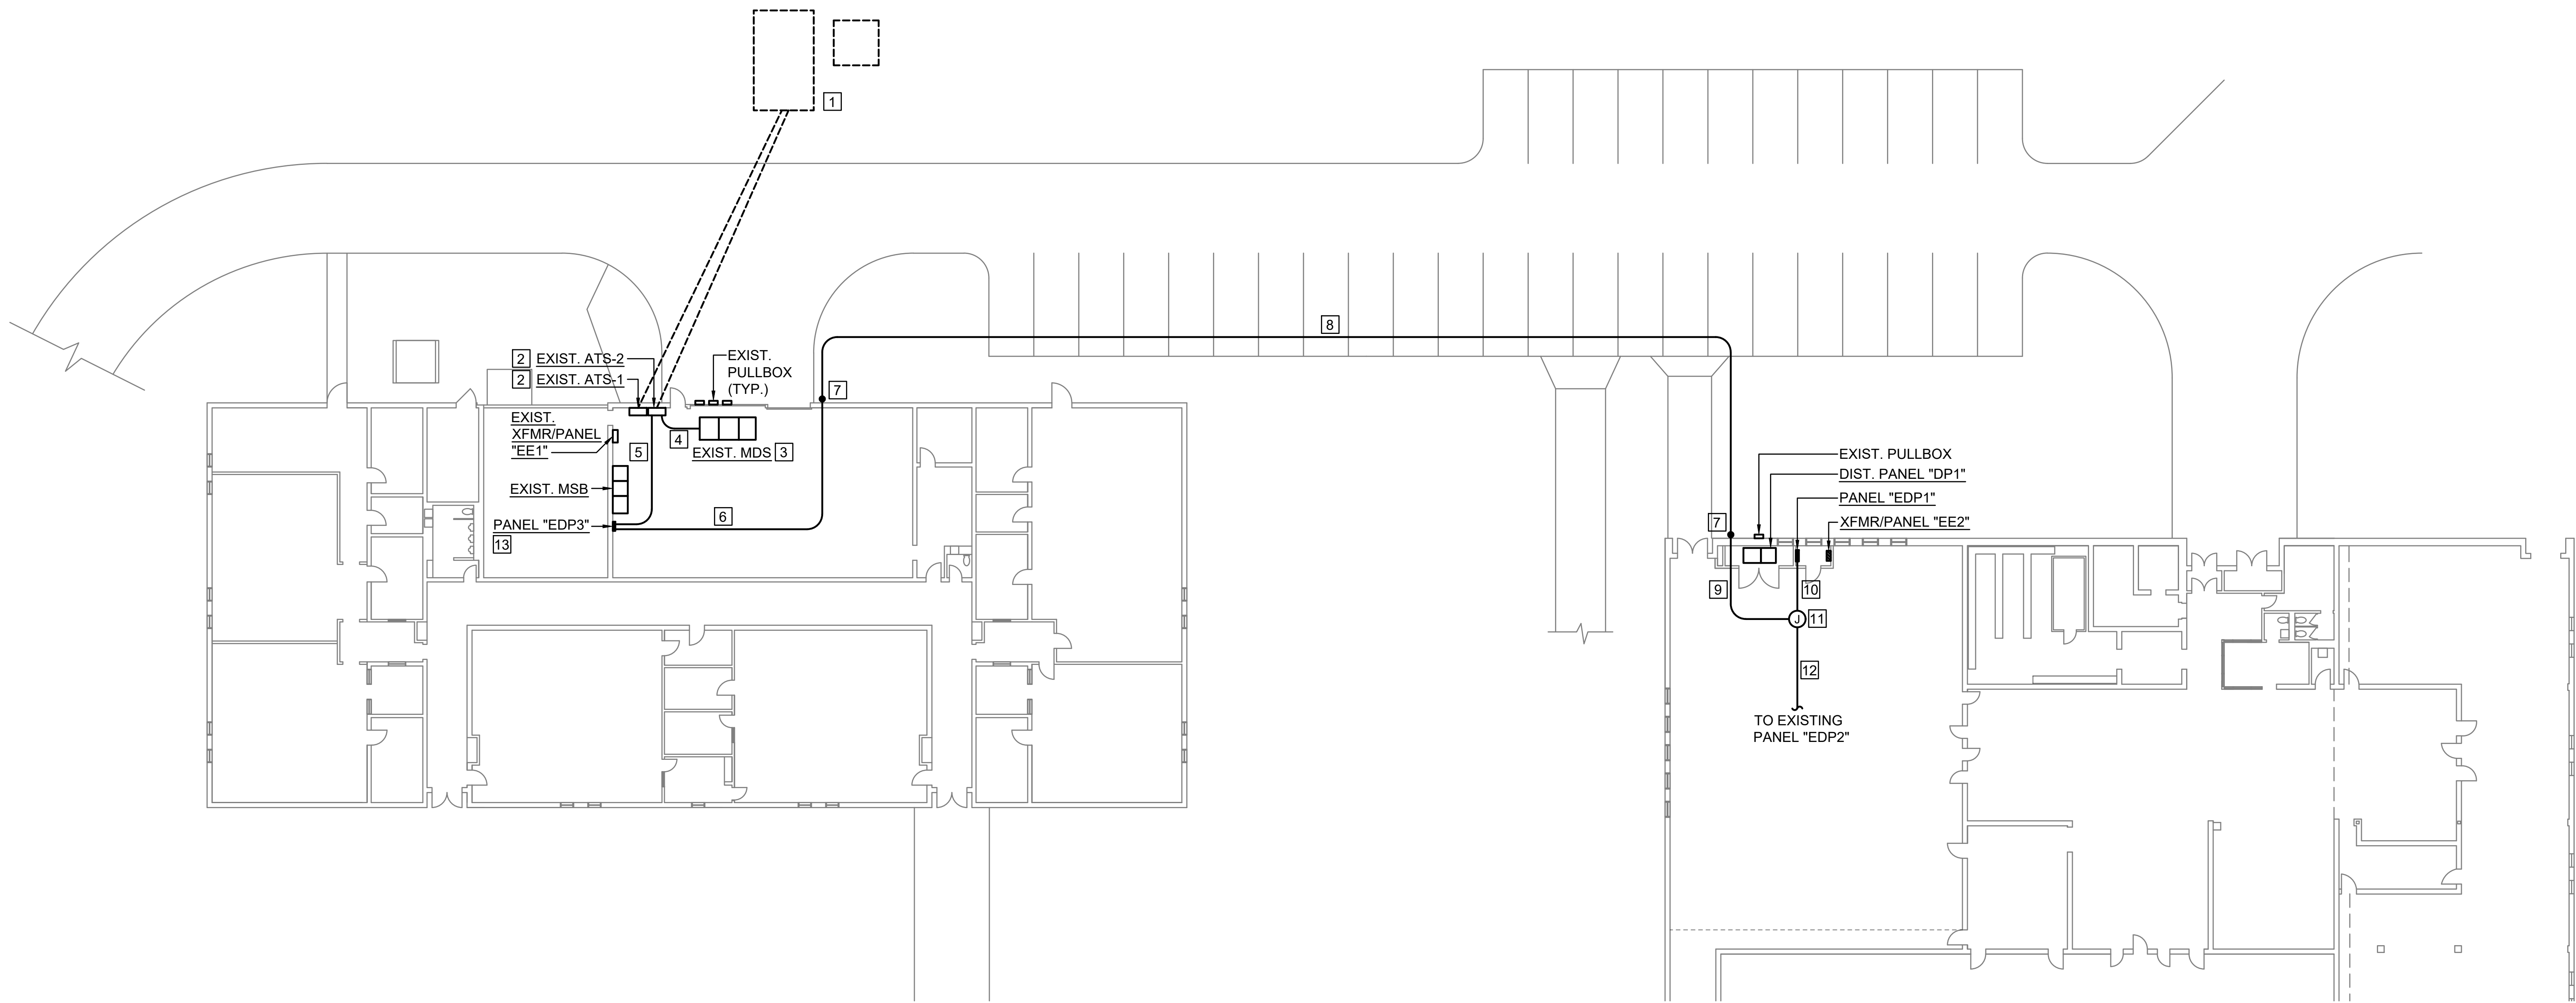 1
8
2 EXIST. ATS-2
2 EXIST. ATS-1
EXIST.
PULLBOX
(TYP.)
7
EXIST.
XFMR/PANEL
"EE1"
5
4
EXIST. MDS 3
EXIST. MSB
PANEL "EDP3"
13
6
EXIST. PULLBOX
DIST. PANEL "DP1"
PANEL "EDP1"
XFMR/PANEL "EE2"
7
9
10
J 11
12
TO EXISTING
PANEL "EDP2"